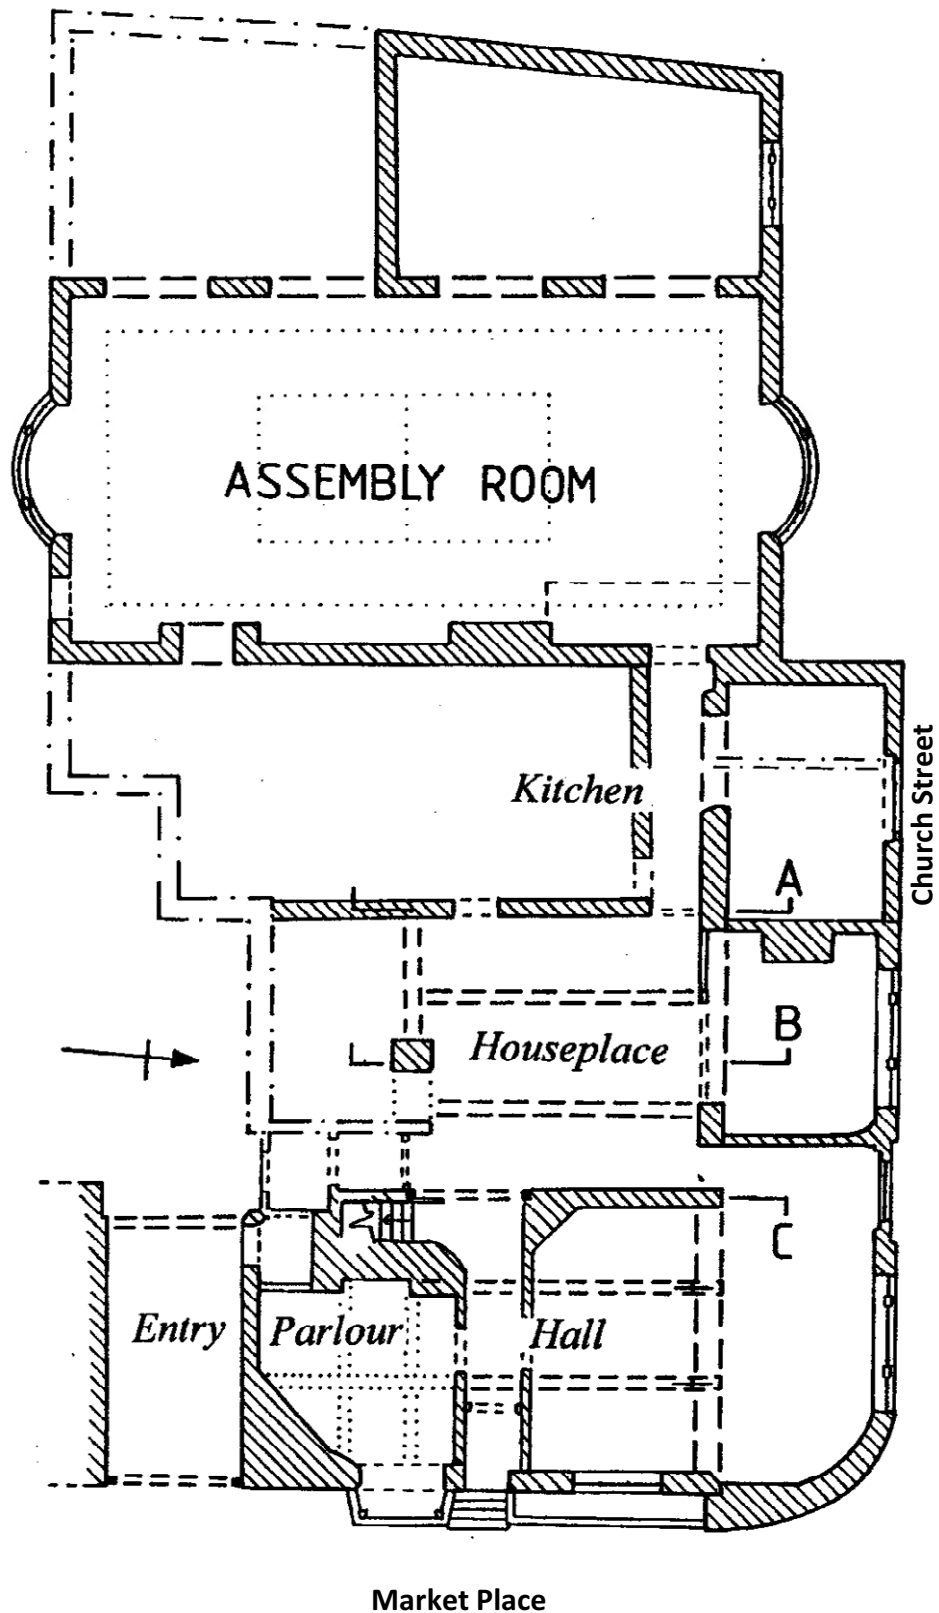 ASSEMBLY ROOM
Church Street
Kitchen
A
B
Houseplace
C
Entry
Parlour
Hall
Market Place